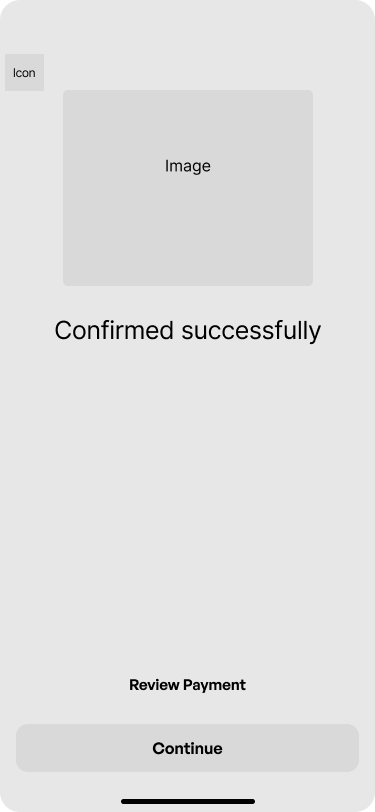 Icon
Image
Confirmed successfully
Review Payment
Continue